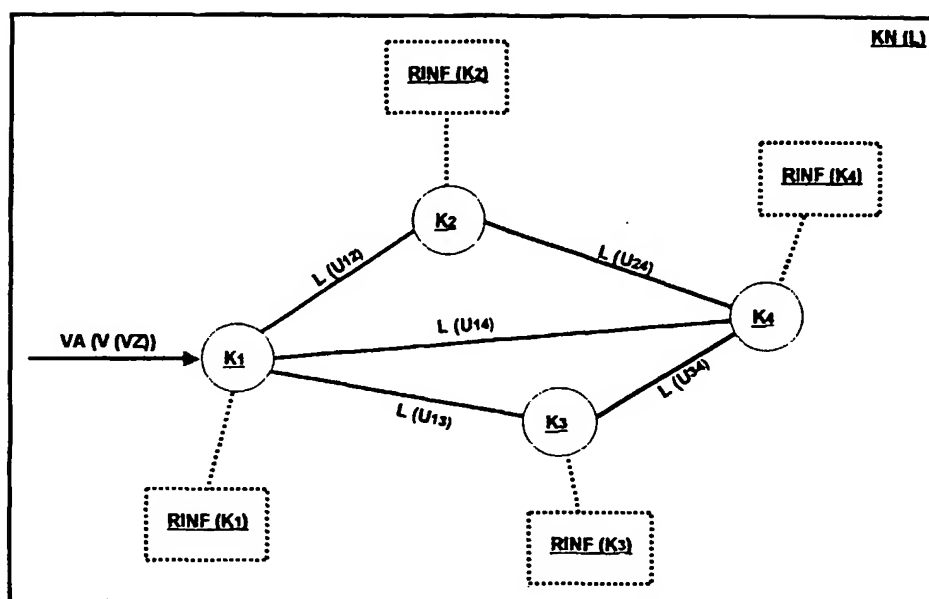 KN (L)
RINF (K2)
RINF (K4)
K2
L (U12)
L (U24)
K4
L (U14)
VA (V (VZ))
K1
L (U34)
L (U13)
K3
RINF (K1)
RINF (K3)